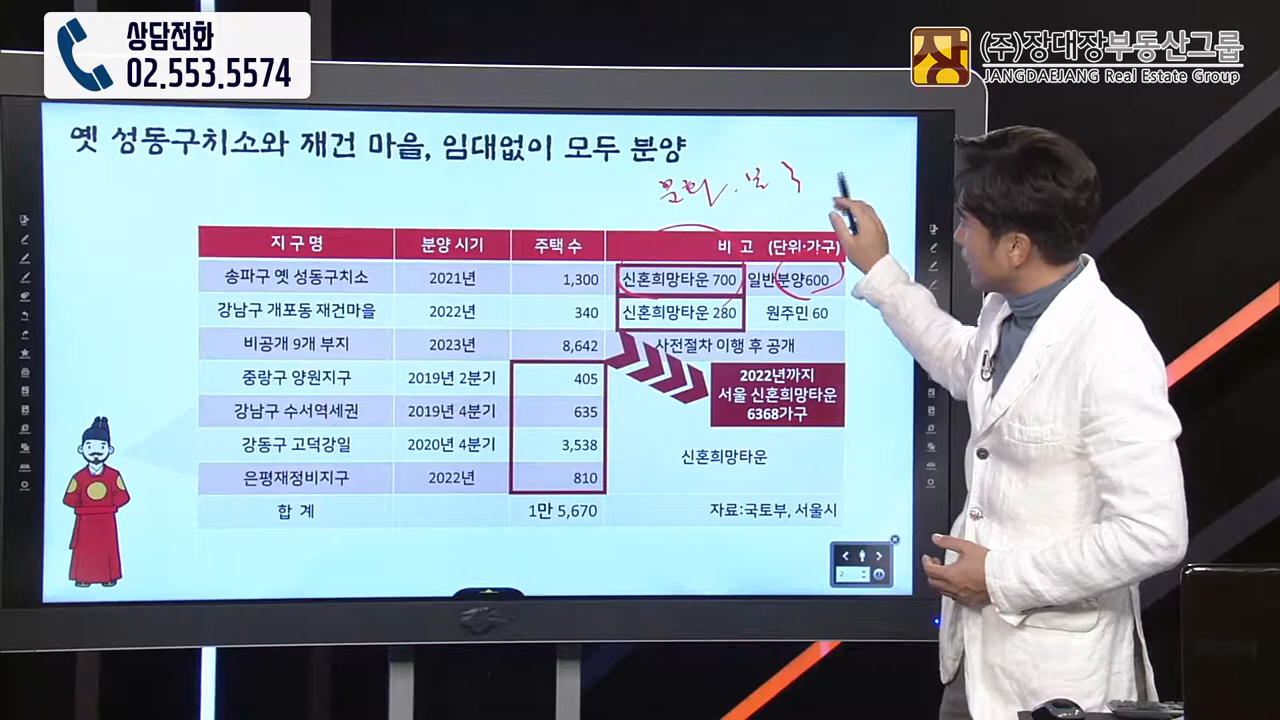 상담전화
02.553.5574
상
(주)장대장부동산그룹
JANGDAEJANG Real Estate Group
옛 성동구치소와 재건 마을, 임대없이 모두 분양
지구명 분양 시기 주택 수 비 고 (단위·가구)
송파구 옛 성동구치소 2021년 1,300 신혼희망타운 700 일반분양600
강남구 개포동 재건마을 2022년 340 신혼희망타운 280 원주민 60
비공개 9개 부지 2023년 8,642 사전절차 이행 후 공개
중랑구 양원지구 2019년 2분기 405
강남구 수서역세권 2019년 4분기 635
강동구 고덕강일 2020년 4분기 3,538
은평재정비지구 2022년 810
2022년까지
서울 신혼희망타운
6368가구
신혼희망타운
합 계 1만 5,670 자료:국토부, 서울시
2